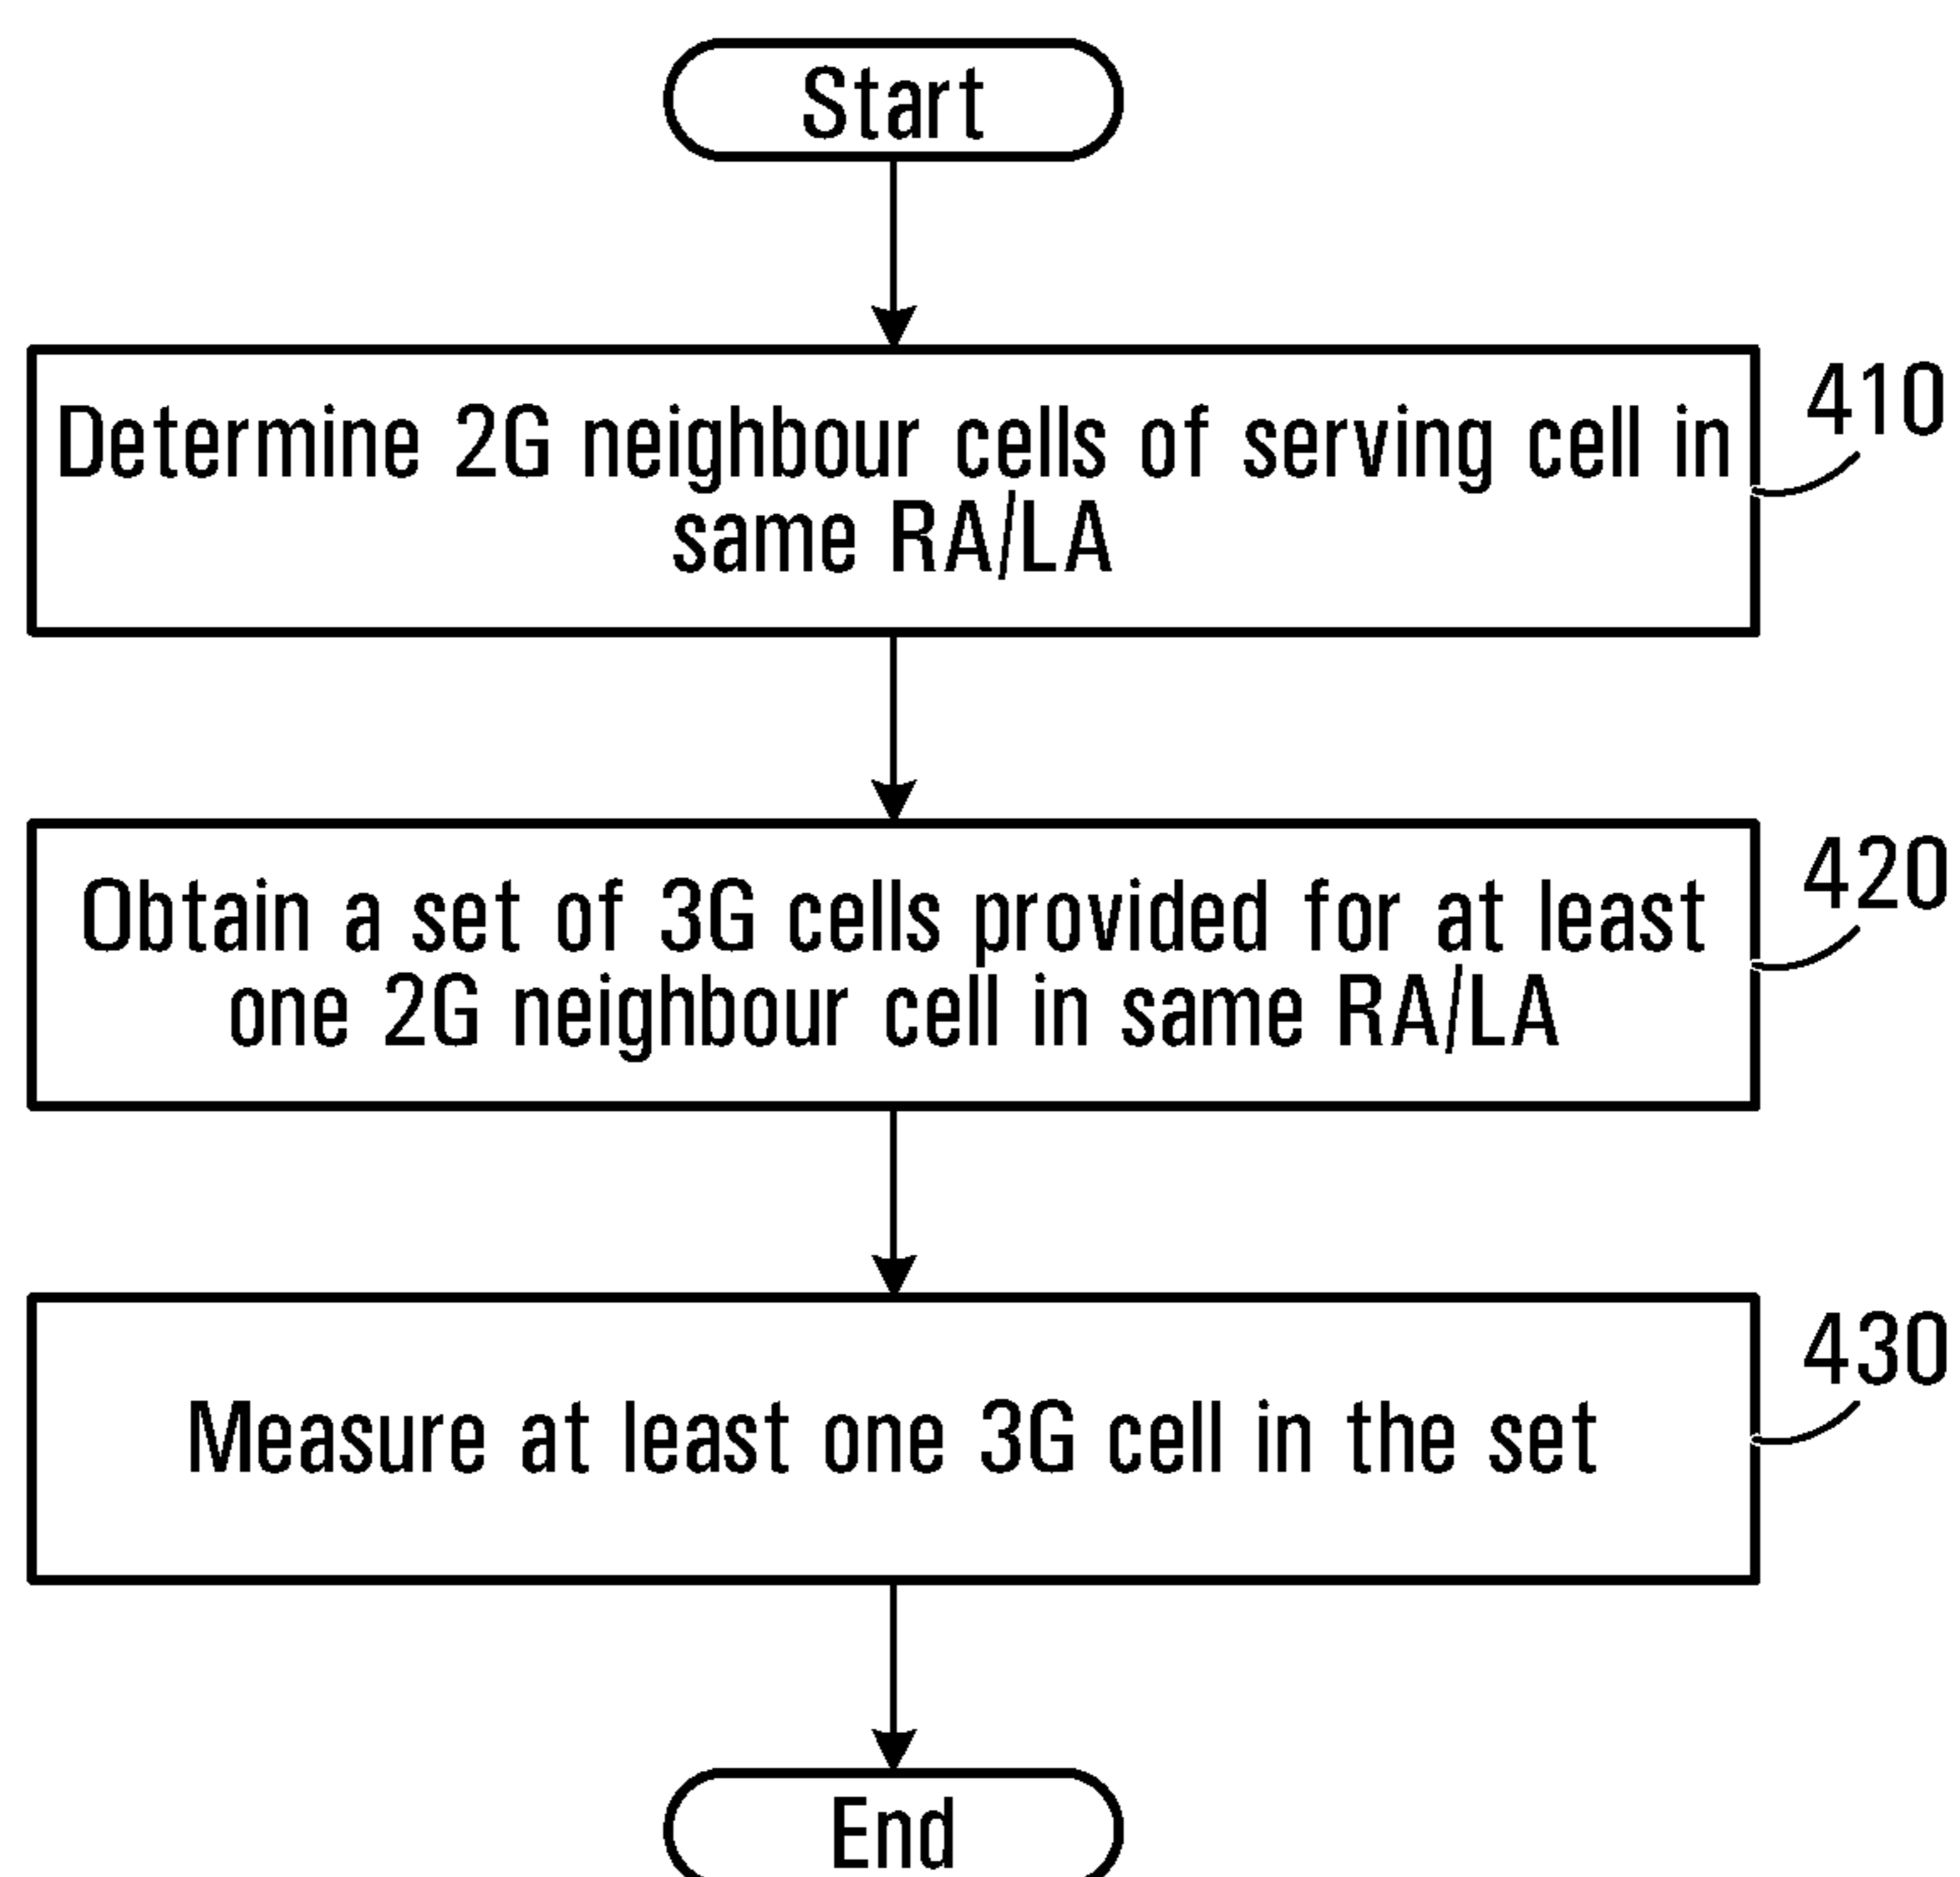 Start
Determine 2G neighbour cells of serving cell in
same RA/LA
410
Obtain a set of 3G cells provided for at least
one 2G neighbour cell in same RA/LA
420
Measure at least one 3G cell in the set
430
End